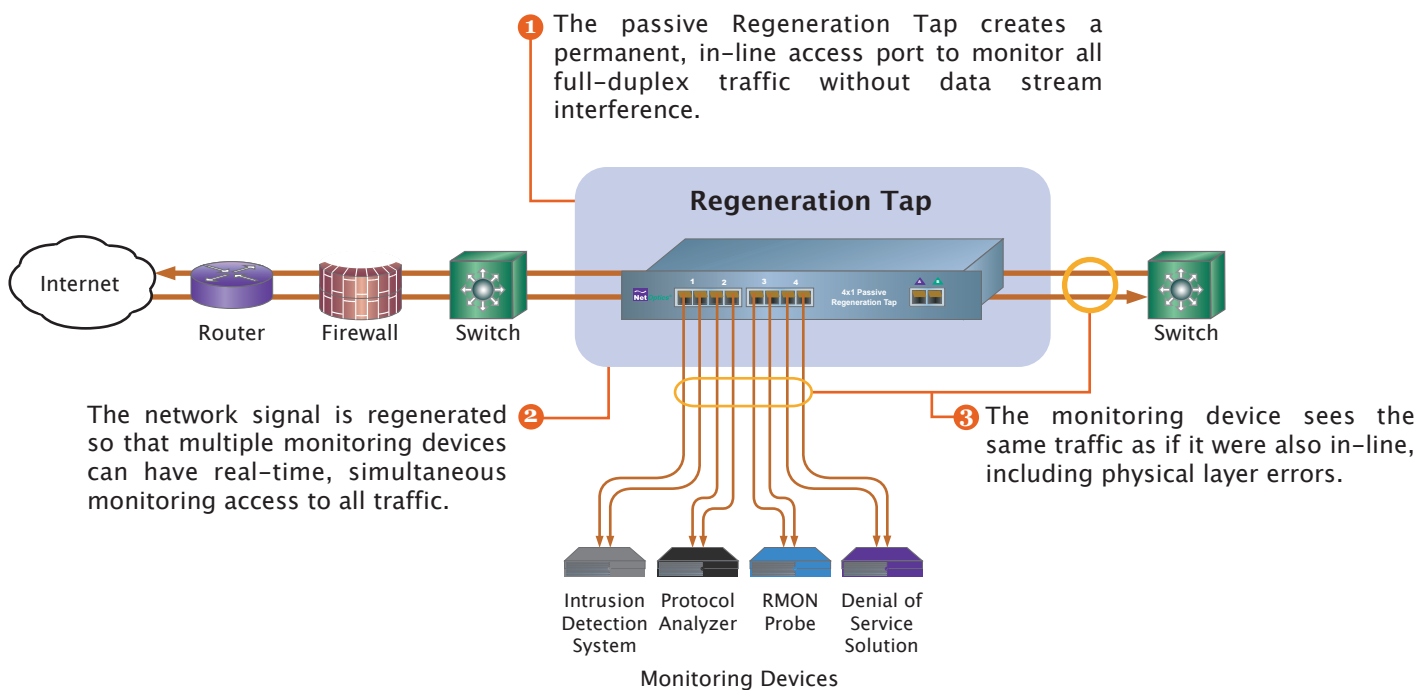 1 The passive Regeneration Tap creates a
permanent, in-line access port to monitor all
full-duplex traffic without data stream
interference.
Regeneration Tap
Internet
Router
Firewall
Switch
Net Optics
1 2 3 4
4x1 Passive
Regeneration Tap
A B
Switch
The network signal is regenerated
so that multiple monitoring devices
can have real-time, simultaneous
monitoring access to all traffic.
2
3 The monitoring device sees the
same traffic as if it were also in-line,
including physical layer errors.
Intrusion
Detection
System
Protocol
Analyzer
RMON
Probe
Denial of
Service
Solution
Monitoring Devices